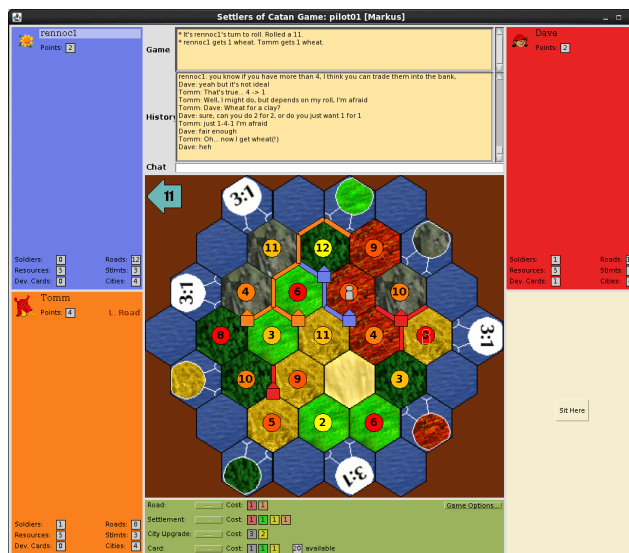 Settlers of Catan Game: pilot01 [Markus]
rennoc1
Points: 2
Game
* It's rennoc1's turn to roll. Rolled a 11.
* rennoc1 gets 1 wheat. Tomm gets 1 wheat.
Dave
Points: 2
History
rennoc1: you know if you have more than 4, I think you can trade them into the bank,
Dave: yeah but it's not ideal
Tomm: That's true... 4 -> 1
Tomm: Well, I might do, but depends on my roll, I'm afraid
Tomm: Dave: Wheat for a clay?
Dave: sure, can you do 2 for 2, or do you just want 1 for 1
Tomm: just 1-4-1 I'm afraid
Dave: fair enough
Tomm: Oh... now I get wheat(!)
Dave: heh
Chat
11
3:1
11
12
9
Soldiers: 0 Roads: 12
Resources: 5 Stlmts: 3
Dev. Cards: 0 Cities: 4
Soldiers: 1 Roads:
Resources: 5 Stlmts:
Dev. Cards: 1 Cities:
3:1
4
6
10
Tomm
Points: 4 L. Road
8
3
11
4
3:1
10
9
3
5
2
6
Sit Here
3:1
Soldiers: 1 Roads: 8
Resources: 5 Stlmts: 3
Dev. Cards: 0 Cities: 4
Road: Cost: 1 1
Game Options...
Settlement: Cost: 1 1 1 1
City Upgrade: Cost: 3 2
Card: Cost: 1 1 1 20 available